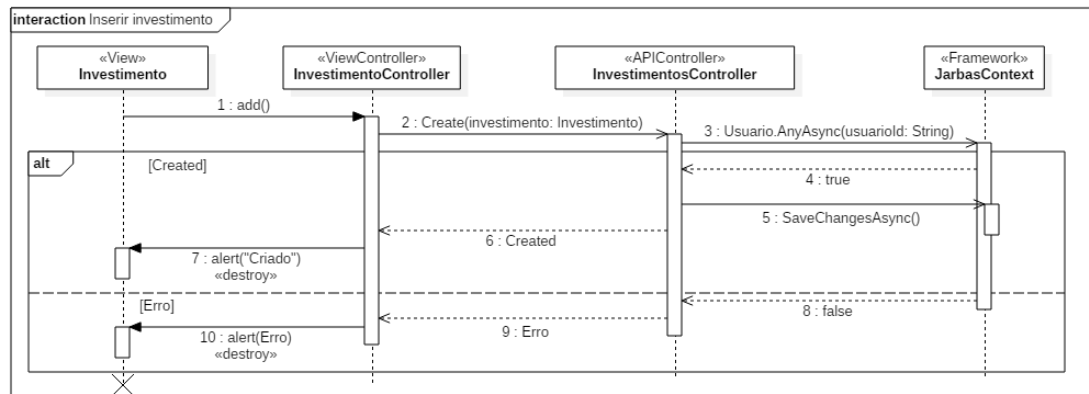 interaction Inserir investimento
«View»
Investimento
«ViewController»
InvestimentoController
«APIController»
InvestimentosController
«Framework»
JarbasContext
1 : add()
2 : Create(investimento: Investimento)
3 : Usuario.AnyAsync(usuarioId: String)
alt
[Created]
4 : true
5 : SaveChangesAsync()
6 : Created
7 : alert("Criado")
«destroy»
[Erro]
8 : false
9 : Erro
10 : alert(Erro)
«destroy»